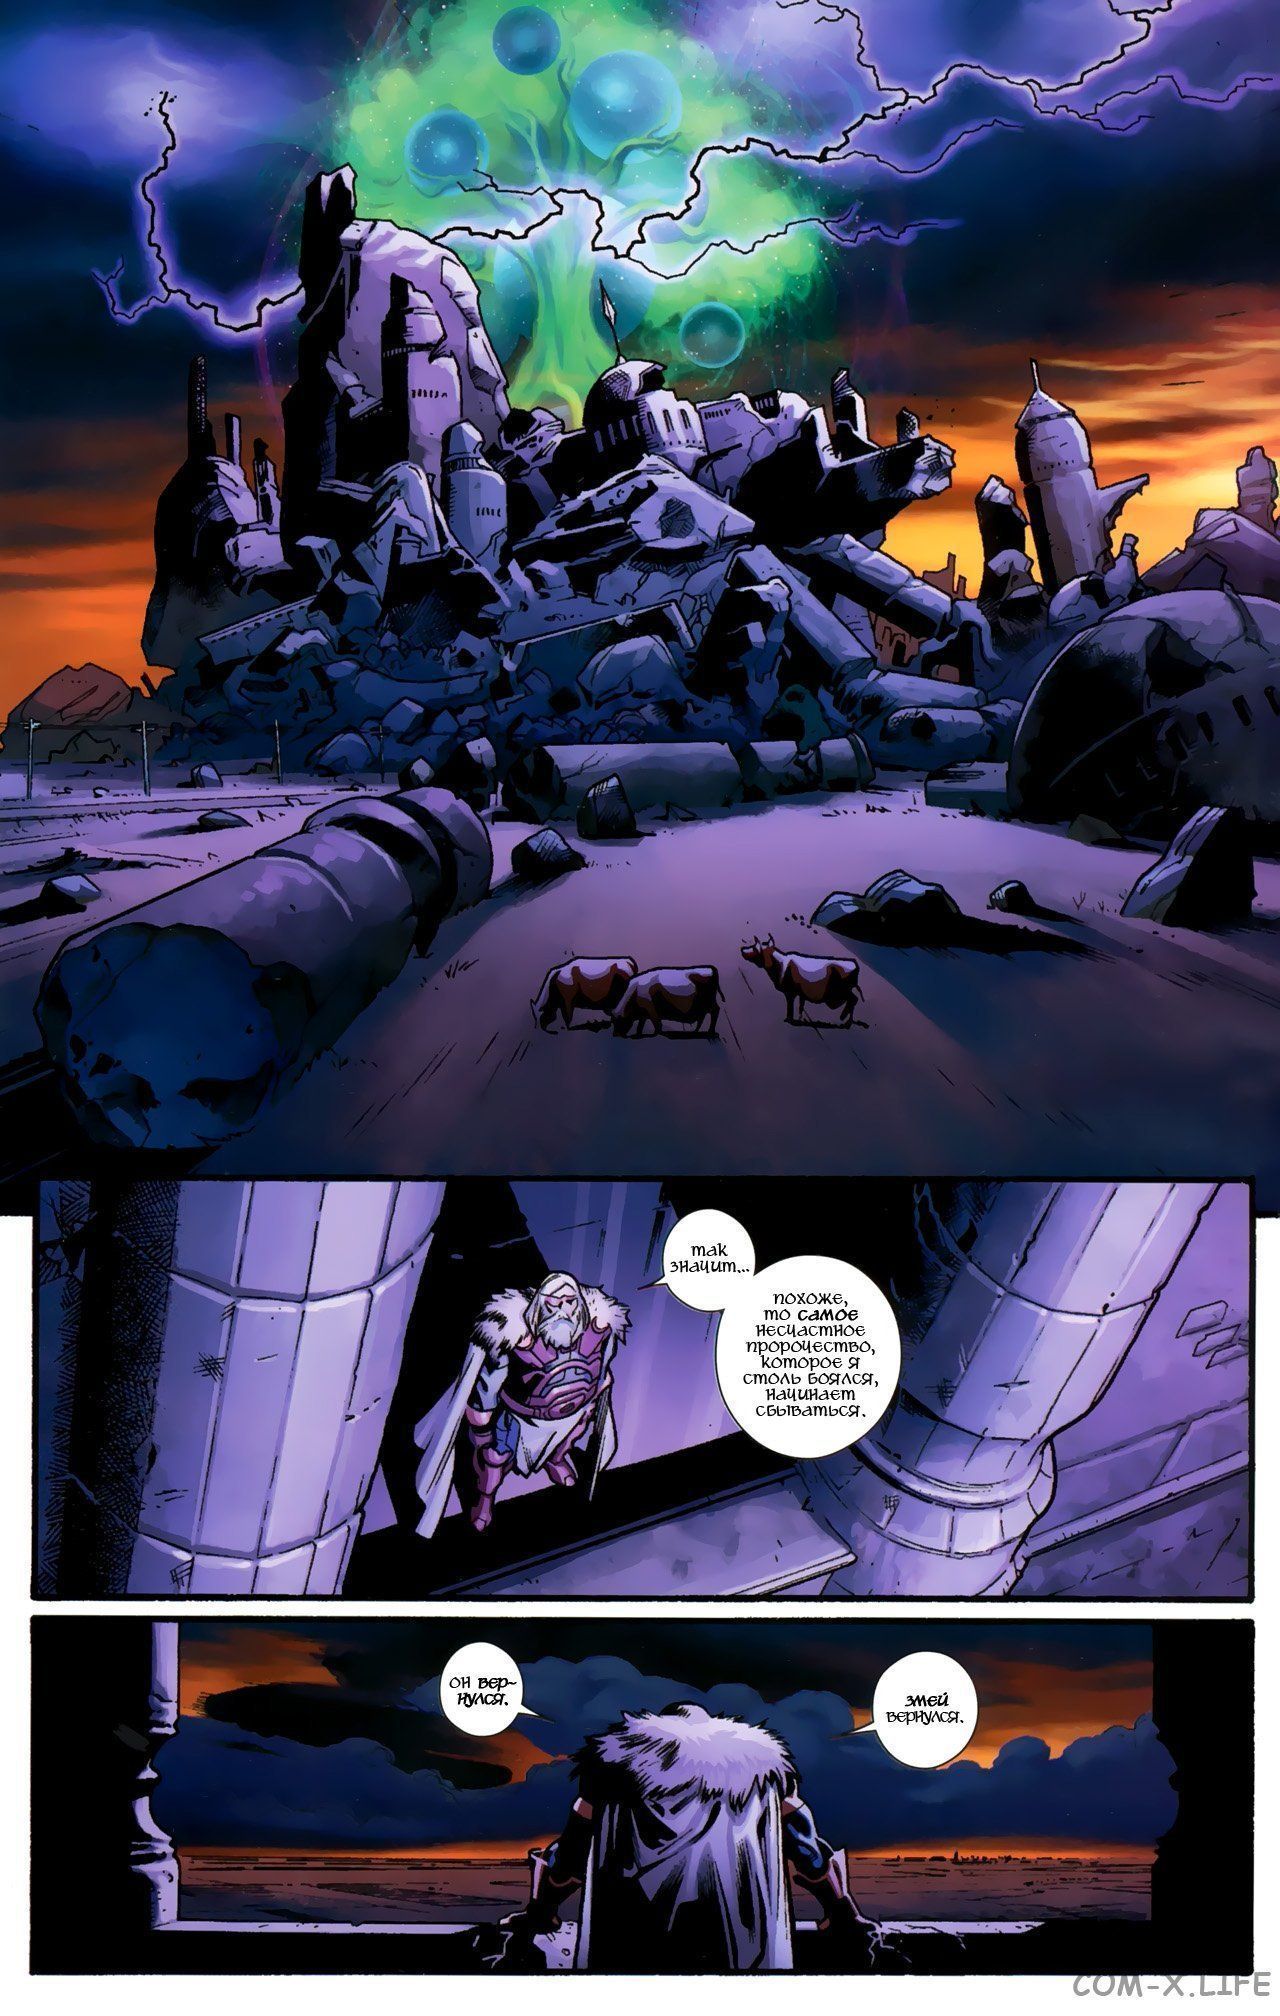 так
значит...
похоже,
то самое
несчастное
пророчество,
которое я
столь боялся,
начинает
сбываться.
он вер-
нулся.
змей
вернулся.
COM-X.LIFE